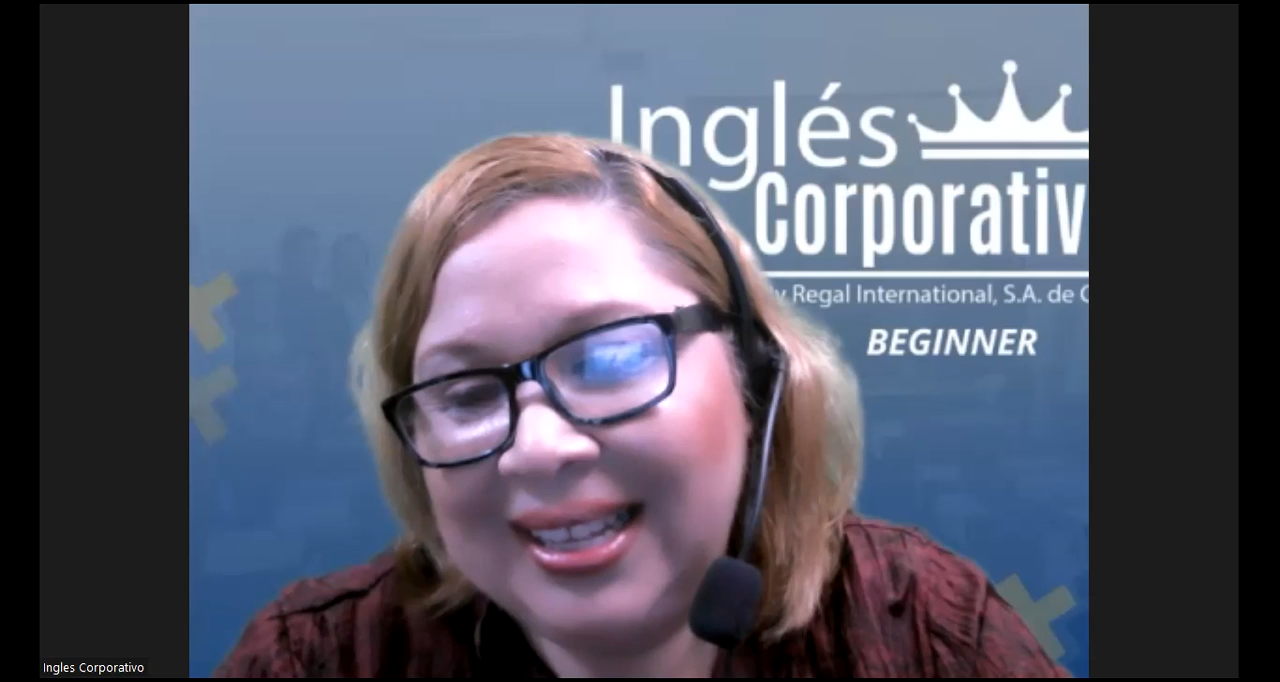 Inglés
Corporativ
y Regal International, S.A. de C
BEGINNER
Ingles Corporativo